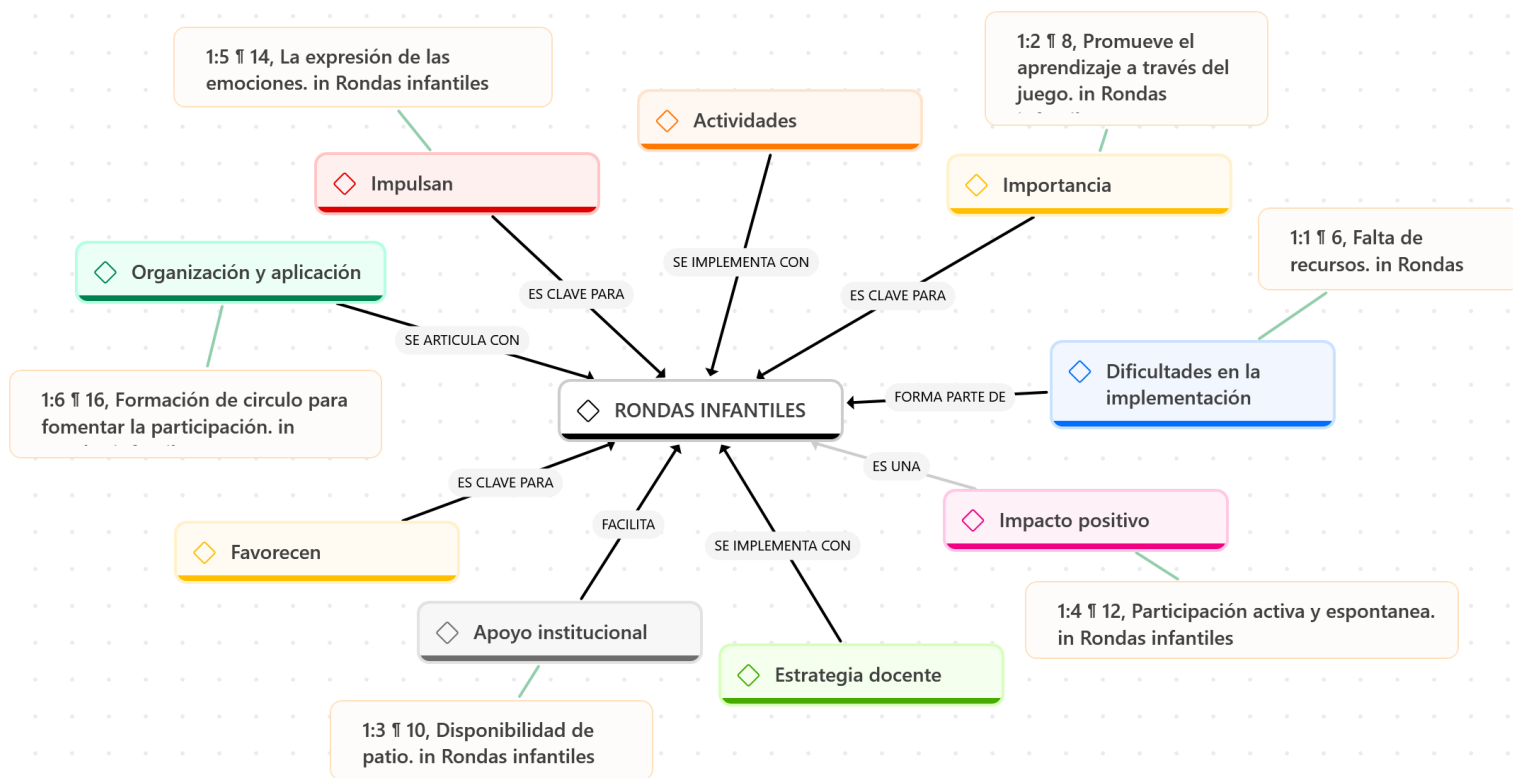 1:5 ¶ 14, La expresión de las
emociones. in Rondas infantiles
1:2 ¶ 8, Promueve el
aprendizaje a través del
juego. in Rondas
Actividades
Impulsan
Importancia
1:1 ¶ 6, Falta de
recursos. in Rondas
Organización y aplicación
SE IMPLEMENTA CON
ES CLAVE PARA
ES CLAVE PARA
SE ARTICULA CON
Dificultades en la
implementación
1:6 ¶ 16, Formación de circulo para
fomentar la participación. in
RONDAS INFANTILES
FORMA PARTE DE
ES UNA
ES CLAVE PARA
FACILITA
SE IMPLEMENTA CON
Impacto positivo
Favorecen
1:4 ¶ 12, Participación activa y espontanea.
in Rondas infantiles
Apoyo institucional
Estrategia docente
1:3 ¶ 10, Disponibilidad de
patio. in Rondas infantiles